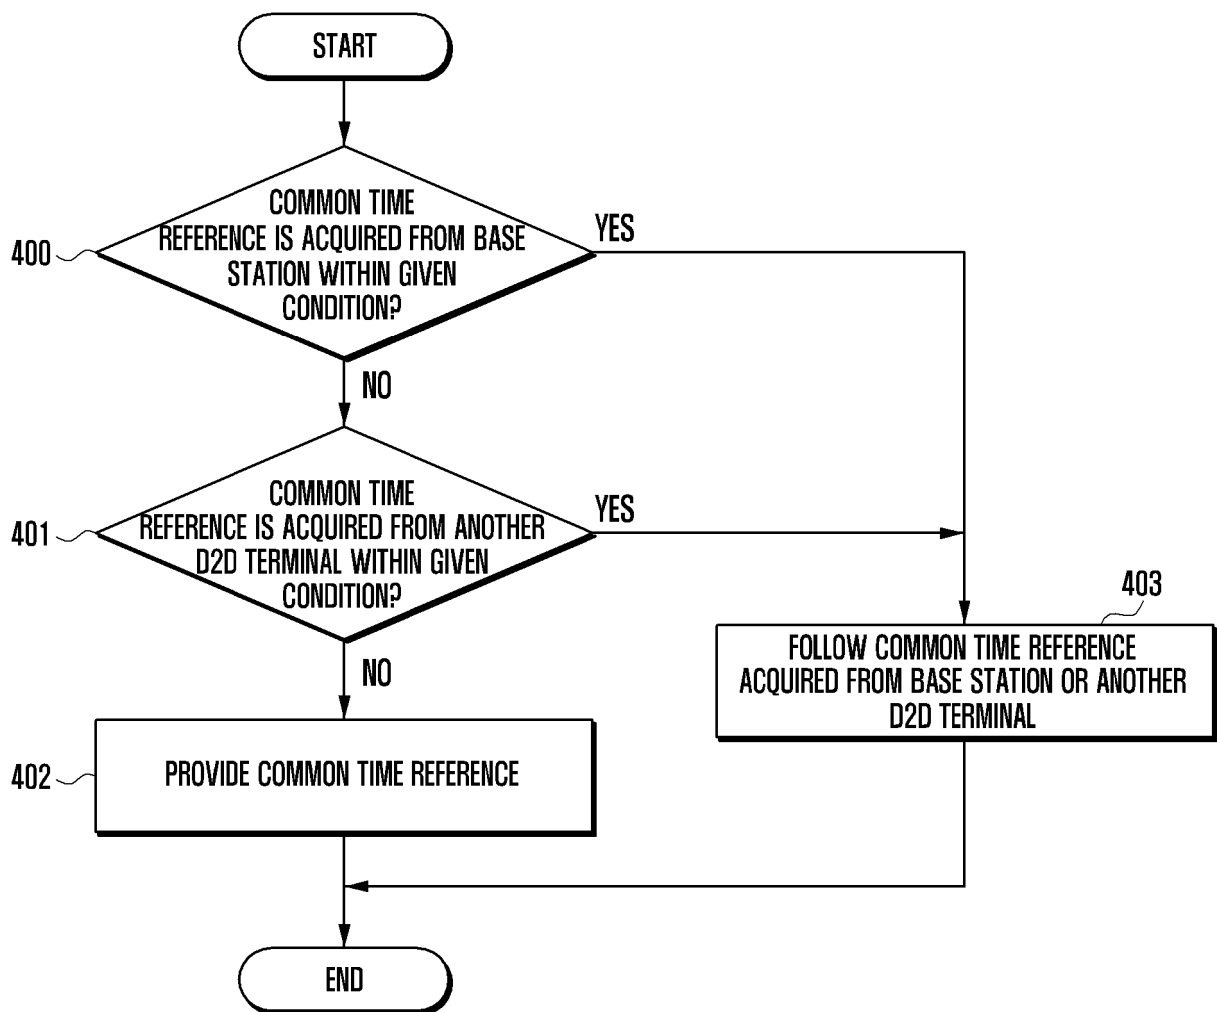 START
COMMON TIME
REFERENCE IS ACQUIRED FROM BASE
STATION WITHIN GIVEN
CONDITION?
400
YES
NO
COMMON TIME
REFERENCE IS ACQUIRED FROM ANOTHER
D2D TERMINAL WITHIN GIVEN
CONDITION?
401
YES
NO
403
FOLLOW COMMON TIME REFERENCE
ACQUIRED FROM BASE STATION OR ANOTHER
D2D TERMINAL
402
PROVIDE COMMON TIME REFERENCE
END